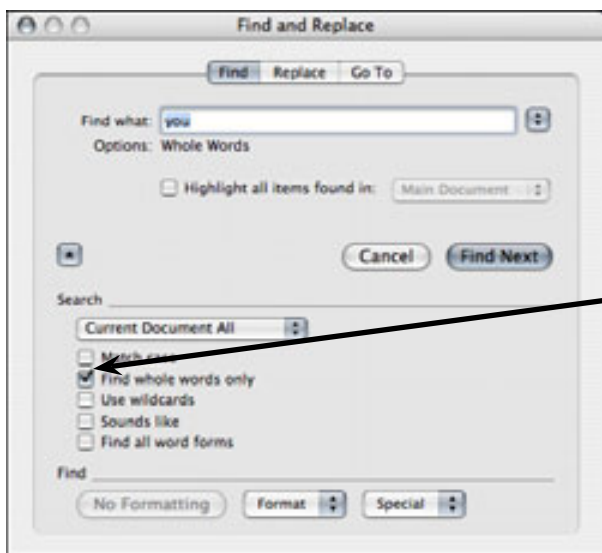 Find and Replace
Find Replace Go To
Find what: you
Options: Whole Words
Highlight all items found in: Main Document
Cancel Find Next
Search
Current Document All
Match case
Find whole words only
Use wildcards
Sounds like
Find all word forms
Find
No Formatting Format Special